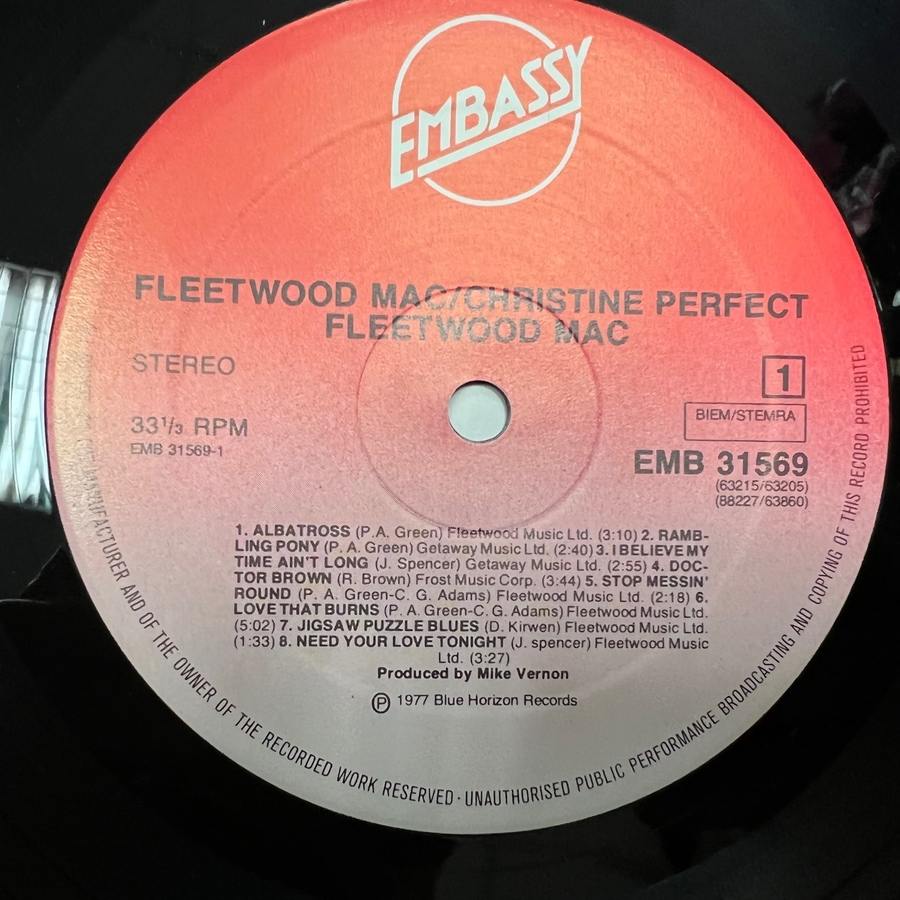 EMBASSY
FLEETWOOD MAC/CHRISTINE PERFECT
FLEETWOOD MAC
STEREO
1
33⅓ RPM
BIEM/STEMRA
EMB 31569-1
EMB 31569
(63215/63205)
(88227/63860)
1. ALBATROSS (P.A. Green) Fleetwood Music Ltd. (3:10) 2. RAMB-
LING PONY (P. A. Green) Getaway Music Ltd. (2:40) 3. I BELIEVE MY
TIME AIN'T LONG (J. Spencer) Getaway Music Ltd. (2:55) 4. DOC-
TOR BROWN (R. Brown) Frost Music Corp. (3:44) 5. STOP MESSIN'
ROUND (P. A. Green-C. G. Adams) Fleetwood Music Ltd. (2:18) 6.
LOVE THAT BURNS (P. A. Green-C. G. Adams) Fleetwood Music Ltd.
(5:02) 7. JIGSAW PUZZLE BLUES (D. Kirwen) Fleetwood Music Ltd.
(1:33) 8. NEED YOUR LOVE TONIGHT (J. spencer) Fleetwood Music
Ltd. (3:27)
Produced by Mike Vernon
Ⓟ 1977 Blue Horizon Records
MANUFACTURER AND OF THE OWNER OF THE RECORDED WORK RESERVED · UNAUTHORISED PUBLIC PERFORMANCE BROADCASTING AND COPYING OF THIS RECORD PROHIBITED